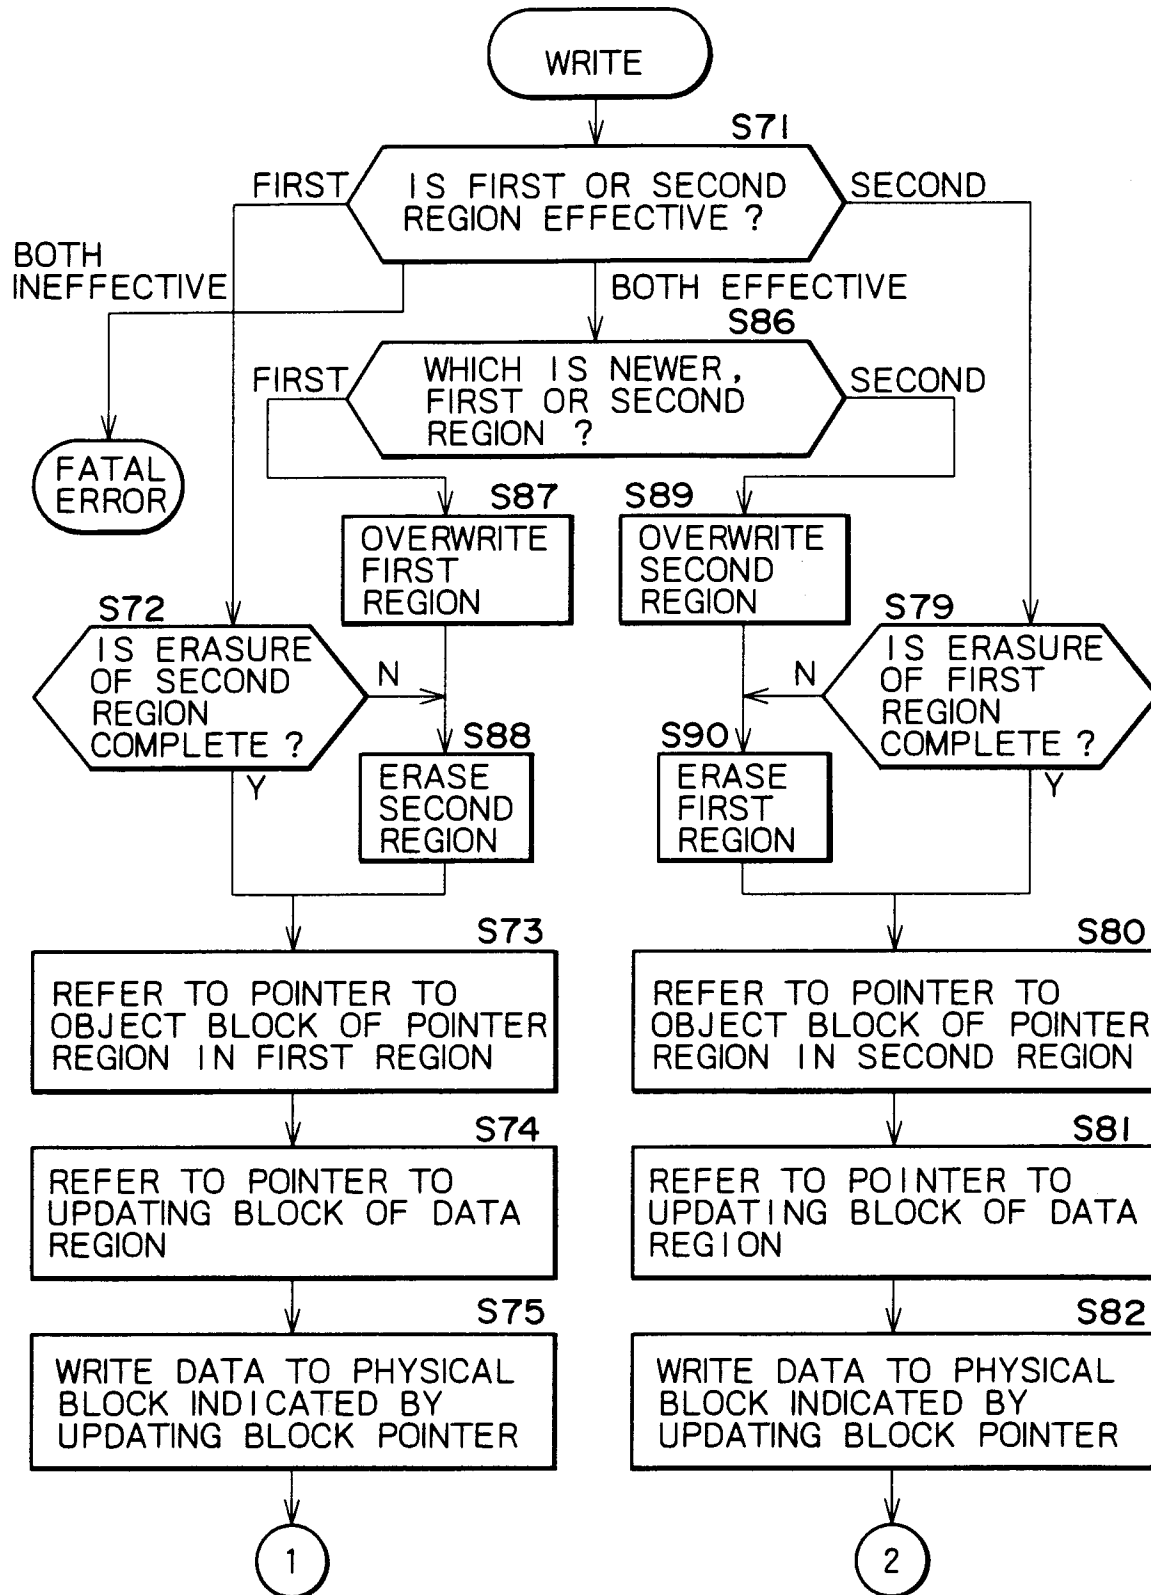 WRITE
S71
IS FIRST OR SECOND
REGION EFFECTIVE ?
FIRST
SECOND
BOTH
INEFFECTIVE
BOTH EFFECTIVE
S86
WHICH IS NEWER,
FIRST OR SECOND
REGION ?
FIRST
SECOND
FATAL
ERROR
S87
OVERWRITE
FIRST
REGION
S89
OVERWRITE
SECOND
REGION
S72
IS ERASURE
OF SECOND
REGION
COMPLETE ?
N
Y
S79
IS ERASURE
OF FIRST
REGION
COMPLETE ?
N
Y
S88
ERASE
SECOND
REGION
S90
ERASE
FIRST
REGION
S73
REFER TO POINTER TO
OBJECT BLOCK OF POINTER
REGION IN FIRST REGION
S80
REFER TO POINTER TO
OBJECT BLOCK OF POINTER
REGION IN SECOND REGION
S74
REFER TO POINTER TO
UPDATING BLOCK OF DATA
REGION
S81
REFER TO POINTER TO
UPDATING BLOCK OF DATA
REGION
S75
WRITE DATA TO PHYSICAL
BLOCK INDICATED BY
UPDATING BLOCK POINTER
S82
WRITE DATA TO PHYSICAL
BLOCK INDICATED BY
UPDATING BLOCK POINTER
1
2